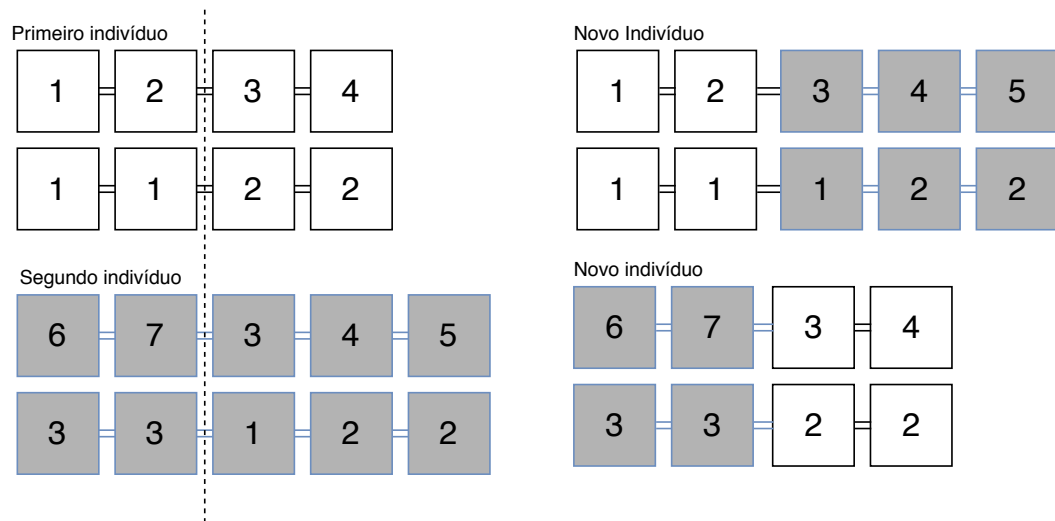 Primeiro indivíduo
1 2 3 4
1 1 2 2
Segundo indivíduo
6 7 3 4 5
3 3 1 2 2
Novo Indivíduo
1 2 3 4 5
1 1 1 2 2
Novo indivíduo
6 7 3 4
3 3 2 2